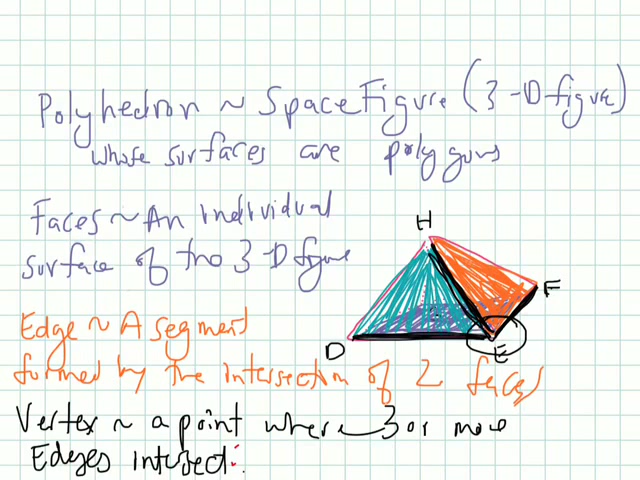 Polyhedron ~ Space Figure (3-D figure)
whose surfaces are polygons
Faces ~ An individual
surface of the 3-D figure
H
F
Edge ~ A segment
D
E
formed by the intersection of 2 faces
Vertex ~ a point where 3 or more
Edges intersect: